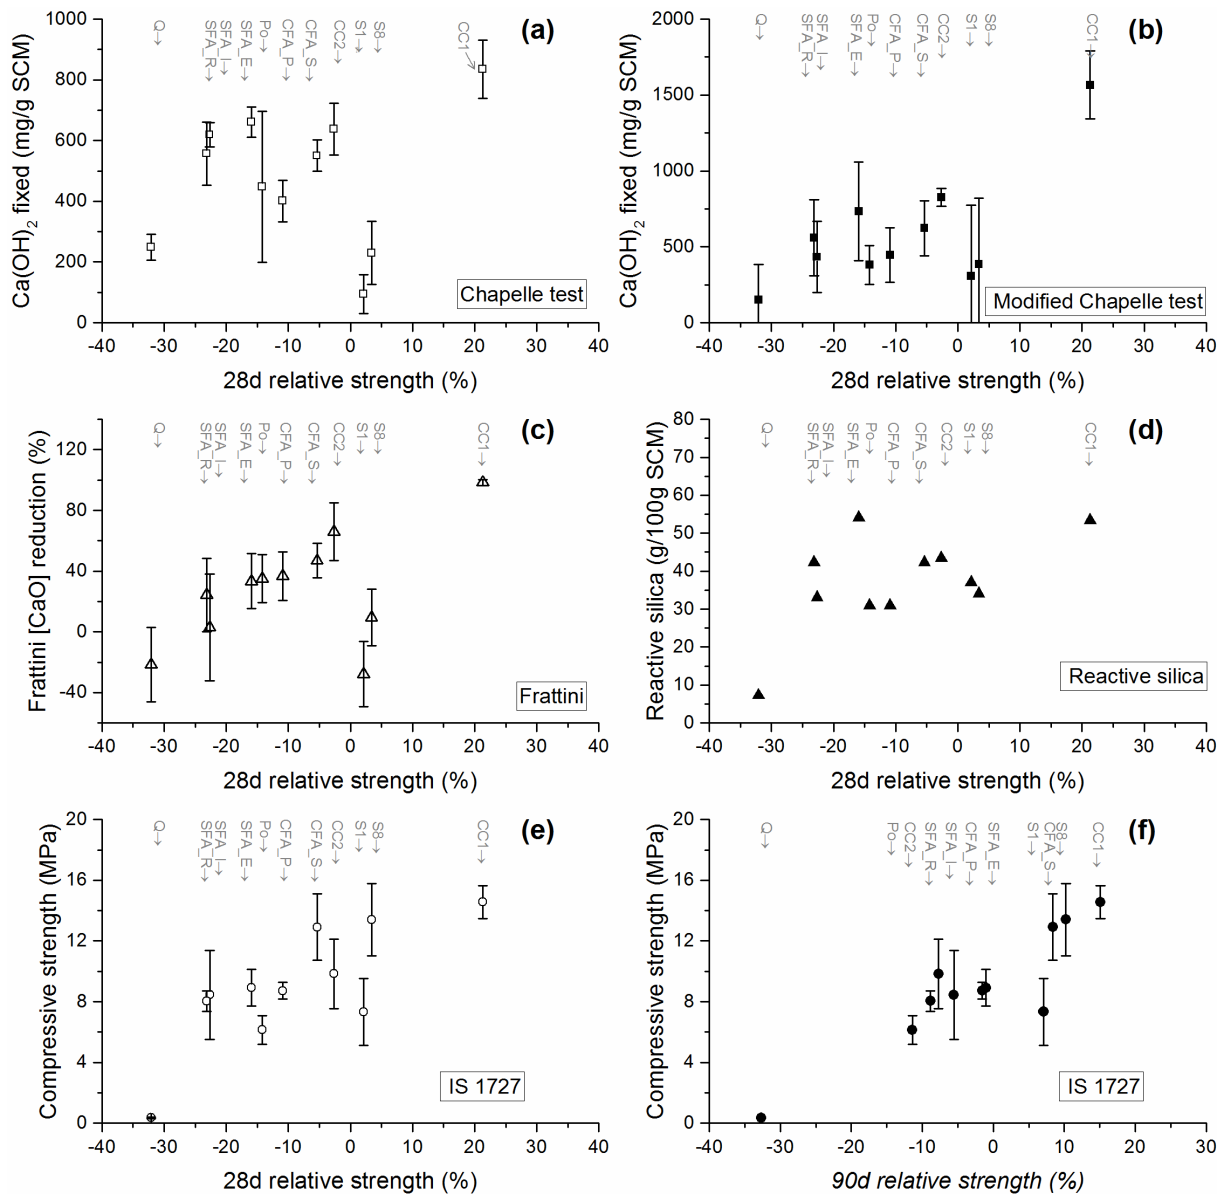 Q→
SFA_R→
SFA_I→
SFA_E→
Po→
CFA_P→
CFA_S→
CC2→
S1→
S8→
CC1
(a)
1000
800
600
400
200
0
Ca(OH)2 fixed (mg/g SCM)
Chapelle test
-40 -30 -20 -10 0 10 20 30 40
28d relative strength (%)
Q→
SFA_R→
SFA_I→
SFA_E→
Po→
CFA_P→
CFA_S→
CC2→
S1→
S8→
CC1→
(b)
2000
1500
1000
500
0
Ca(OH)2 fixed (mg/g SCM)
Modified Chapelle test
-40 -30 -20 -10 0 10 20 30 40
28d relative strength (%)
Q→
SFA_R→
SFA_I→
SFA_E→
Po→
CFA_P→
CFA_S→
CC2→
S1→
S8→
CC1→
(c)
120
80
40
0
-40
Frattini [CaO] reduction (%)
Frattini
-40 -30 -20 -10 0 10 20 30 40
28d relative strength (%)
Q→
SFA_R→
SFA_I→
SFA_E→
Po→
CFA_P→
CFA_S→
CC2→
S1→
S8→
CC1→
(d)
80
70
60
50
40
30
20
10
0
Reactive silica (g/100g SCM)
Reactive silica
-40 -30 -20 -10 0 10 20 30 40
28d relative strength (%)
Q→
SFA_R→
SFA_I→
SFA_E→
Po→
CFA_P→
CFA_S→
CC2→
S1→
S8→
CC1→
(e)
20
16
12
8
4
0
Compressive strength (MPa)
IS 1727
-40 -30 -20 -10 0 10 20 30 40
28d relative strength (%)
Q→
Po→
CC2→
SFA_R→
SFA_I→
CFA_P→
SFA_E→
S1→
CFA_S→
S8→
CC1→
(f)
20
16
12
8
4
0
Compressive strength (MPa)
IS 1727
-40 -30 -20 -10 0 10 20 30 40
90d relative strength (%)